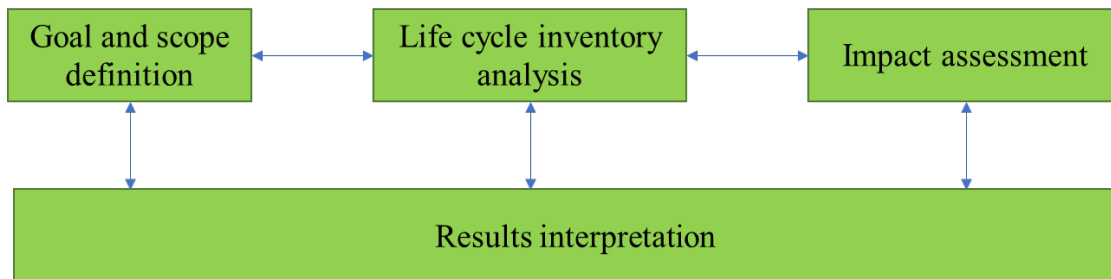 Goal and scope
definition
Life cycle inventory
analysis
Impact assessment
Results interpretation